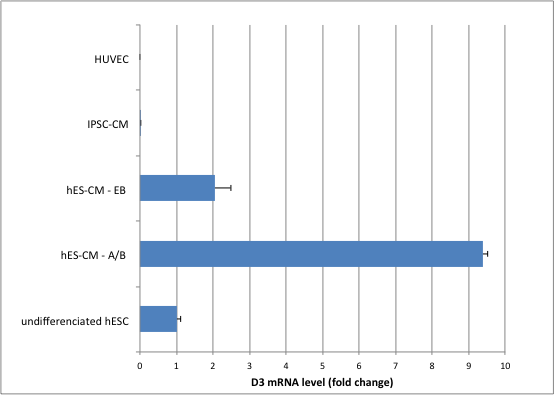 HUVEC
IPSC-CM
hES-CM - EB
hES-CM - A/B
undifferenciated hESC
0 1 2 3 4 5 6 7 8 9 10
D3 mRNA level (fold change)